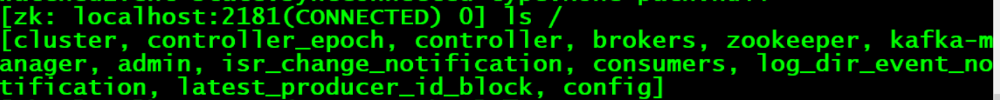 [zk: localhost:2181(CONNECTED) 0] ls /
[cluster, controller_epoch, controller, brokers, zookeeper, kafka-m
anager, admin, isr_change_notification, consumers, log_dir_event_no
tification, latest_producer_id_block, config]